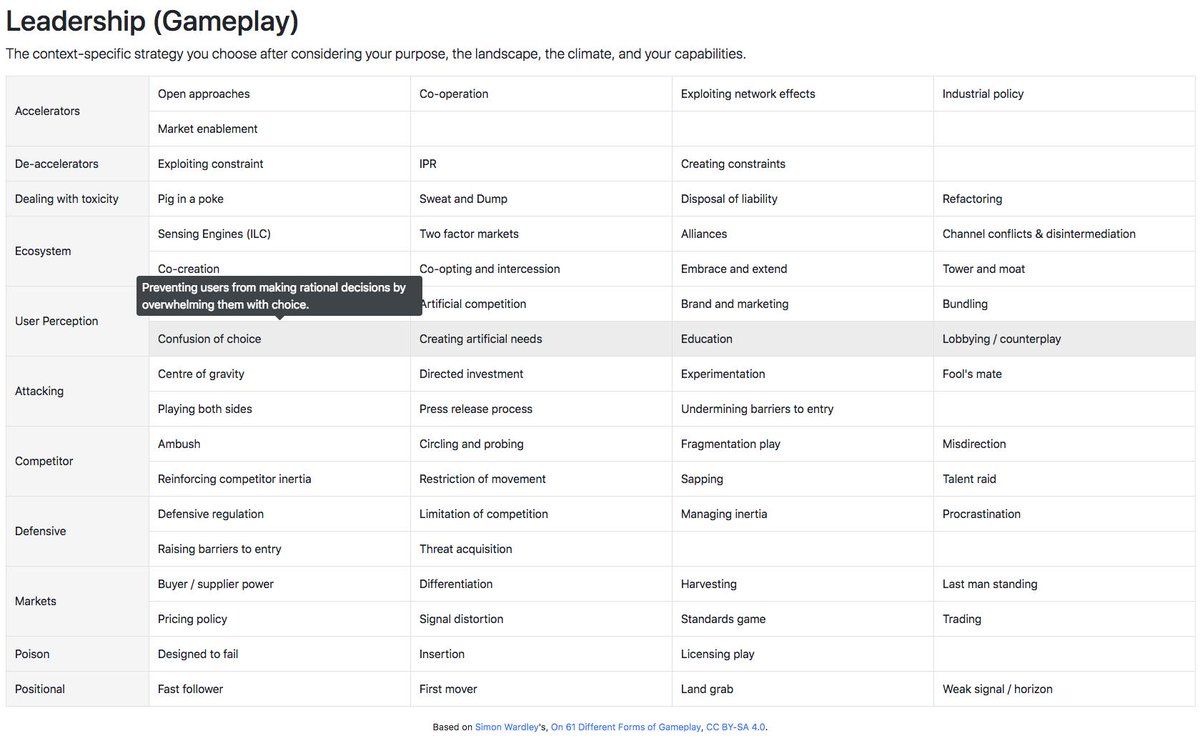 Leadership (Gameplay)
The context-specific strategy you choose after considering your purpose, the landscape, the climate, and your capabilities.
Accelerators
Open approaches Co-operation Exploiting network effects Industrial policy
Market enablement
De-accelerators Exploiting constraint IPR Creating constraints
Dealing with toxicity Pig in a poke Sweat and Dump Disposal of liability Refactoring
Ecosystem
Sensing Engines (ILC) Two factor markets Alliances Channel conflicts & disintermediation
Co-creation Co-opting and intercession Embrace and extend Tower and moat
Preventing users from making rational decisions by
overwhelming them with choice.
User Perception
Artificial competition Brand and marketing Bundling
Confusion of choice Creating artificial needs Education Lobbying / counterplay
Attacking
Centre of gravity Directed investment Experimentation Fool's mate
Playing both sides Press release process Undermining barriers to entry
Competitor
Ambush Circling and probing Fragmentation play Misdirection
Reinforcing competitor inertia Restriction of movement Sapping Talent raid
Defensive
Defensive regulation Limitation of competition Managing inertia Procrastination
Raising barriers to entry Threat acquisition
Markets
Buyer / supplier power Differentiation Harvesting Last man standing
Pricing policy Signal distortion Standards game Trading
Poison Designed to fail Insertion Licensing play
Positional Fast follower First mover Land grab Weak signal / horizon
Based on Simon Wardley's, On 61 Different Forms of Gameplay, CC BY-SA 4.0.